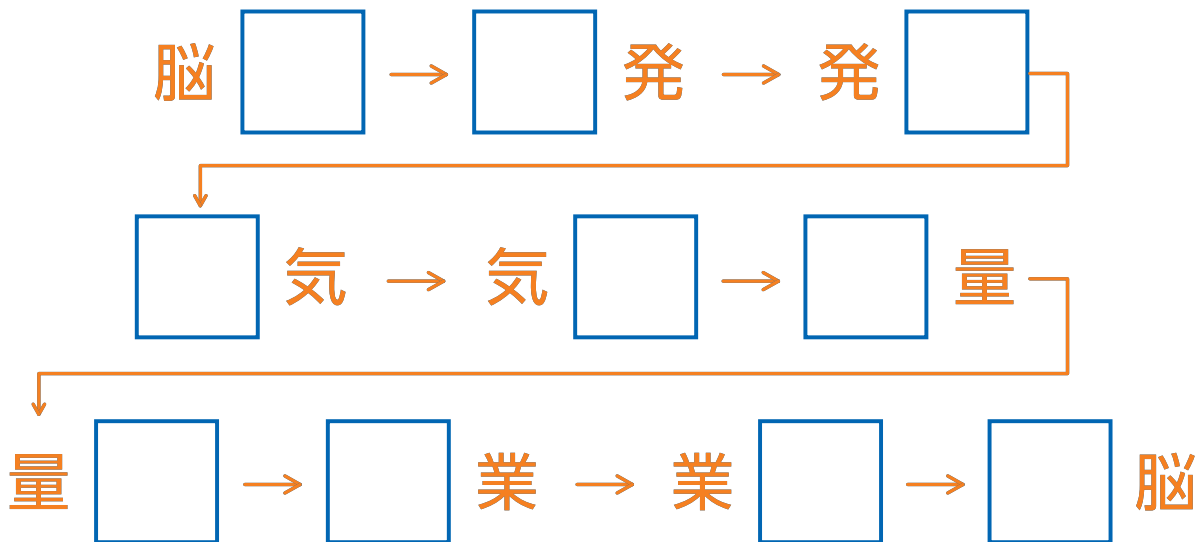 脳 → 発 → 発
気 → 気 → 量
量 → 業 → 業 → 脳